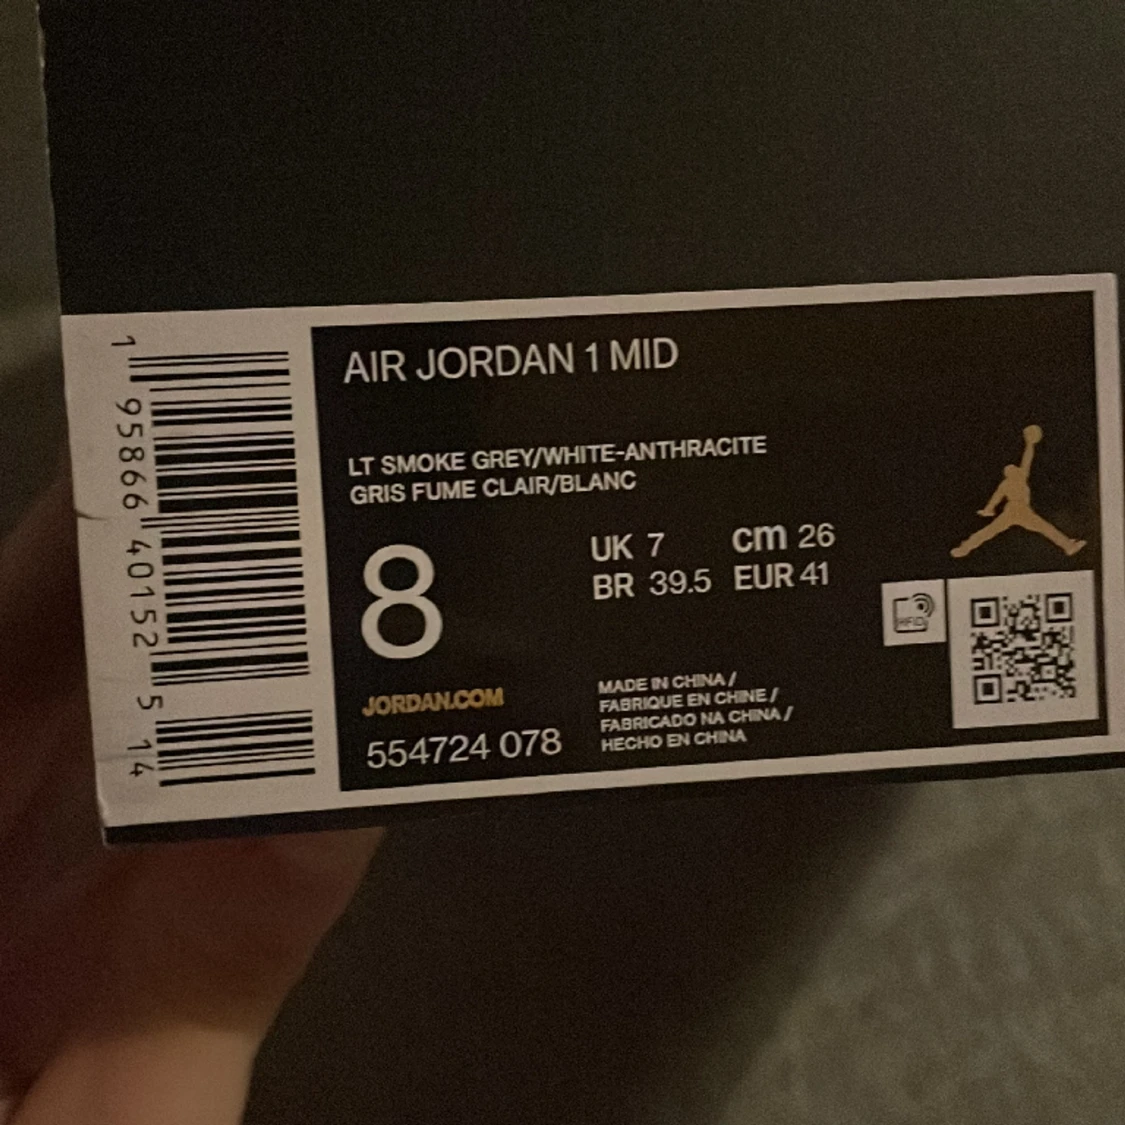 1 95866 40152 5 14
AIR JORDAN 1 MID
LT SMOKE GREY/WHITE-ANTHRACITE
GRIS FUME CLAIR/BLANC
8
UK 7 cm 26
BR 39.5 EUR 41
RFID
JORDAN.COM
554724 078
MADE IN CHINA /
FABRIQUE EN CHINE /
FABRICADO NA CHINA /
HECHO EN CHINA